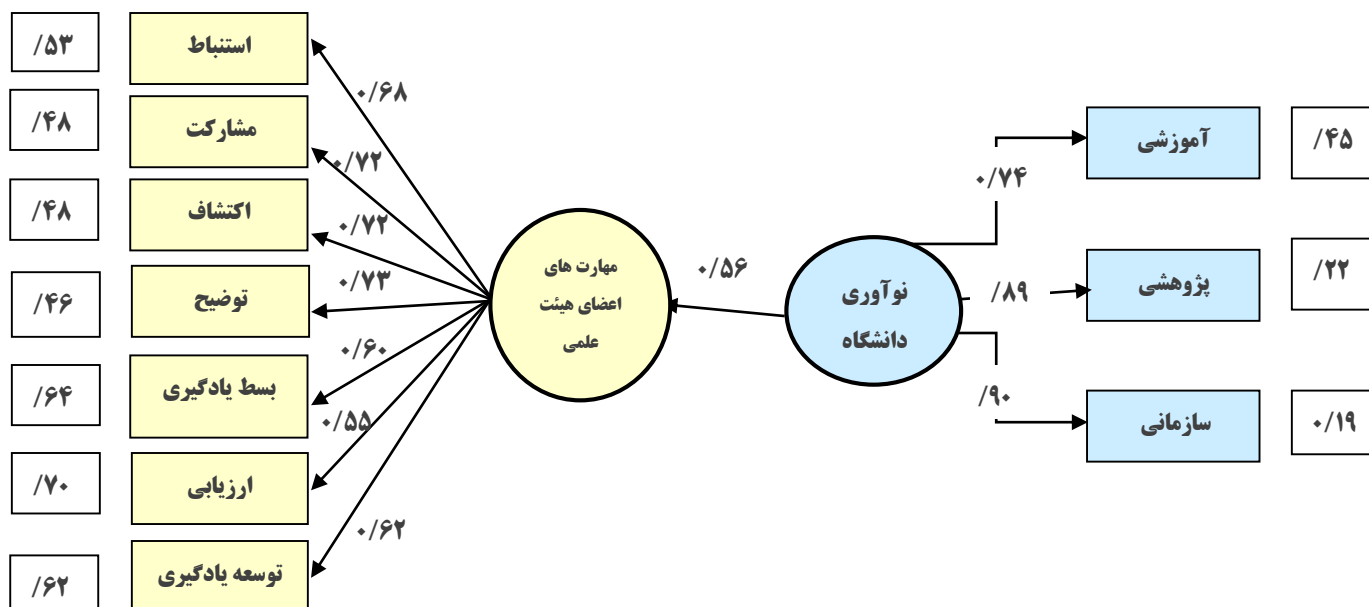 /۵۳
استنباط
۰/۶۸
/۴۸
مشارکت
۰/۷۲
/۴۸
اکتشاف
۰/۷۲
/۴۶
توضیح
۰/۷۳
/۶۴
بسط یادگیری
۰/۶۰
/۷۰
ارزیابی
۰/۵۵
/۶۲
توسعه یادگیری
۰/۶۲
مهارت های
اعضای هیئت
علمی
۰/۵۶
نوآوری
دانشگاه
۰/۷۴
آموزشی
/۴۵
/۸۹
پژوهشی
/۲۲
/۹۰
سازمانی
۰/۱۹